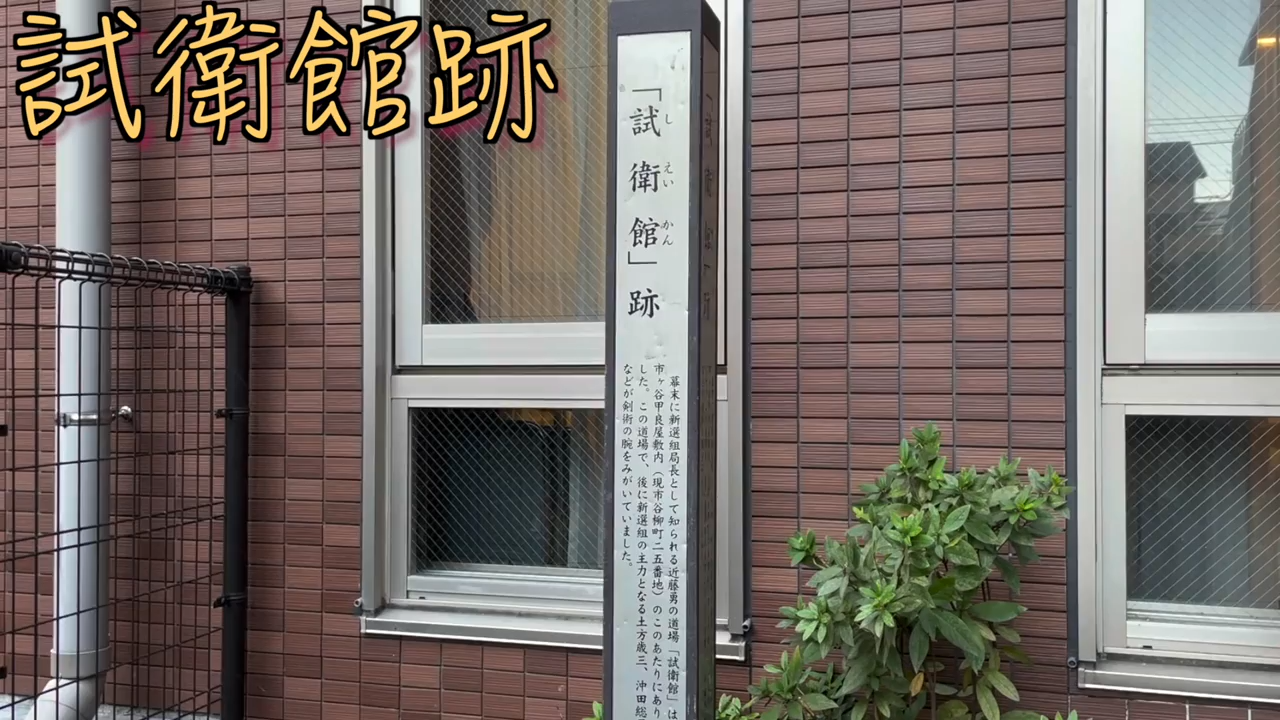 試衛館跡
「試衛館」跡
し えい かん
幕末に新選組局長として知られる近藤勇の道場「試衛館」は
市ヶ谷甲良屋敷内（現市谷柳町二五番地）のこのあたりにあり
した。この道場で、後に新選組の主力となる土方歳三、沖田総
などが剣術の腕をみがいていました。